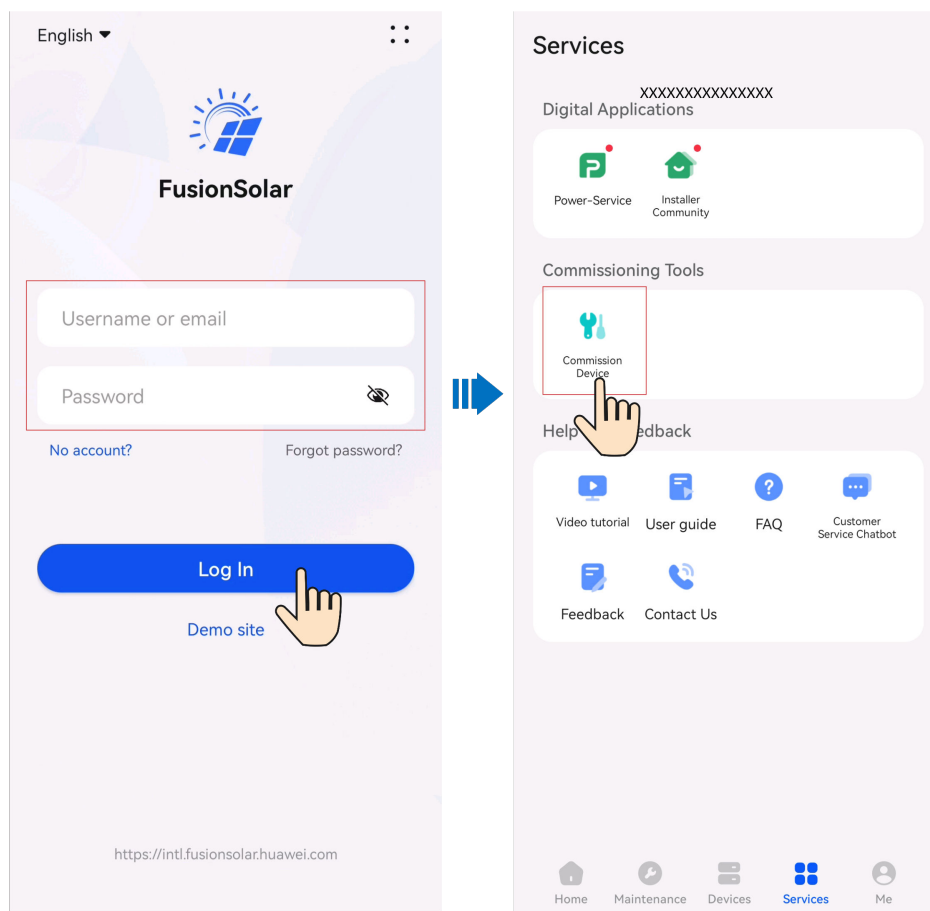 English
FusionSolar
Username or email
Password
No account?
Forgot password?
Log In
Demo site
https://intl.fusionsolar.huawei.com
Services
XXXXXXXXXXXXXXX
Digital Applications
Power-Service
Installer
Community
Commissioning Tools
Commission
Device
Help
edback
Video tutorial
User guide
FAQ
Customer
Service Chatbot
Feedback
Contact Us
Home
Maintenance
Devices
Services
Me